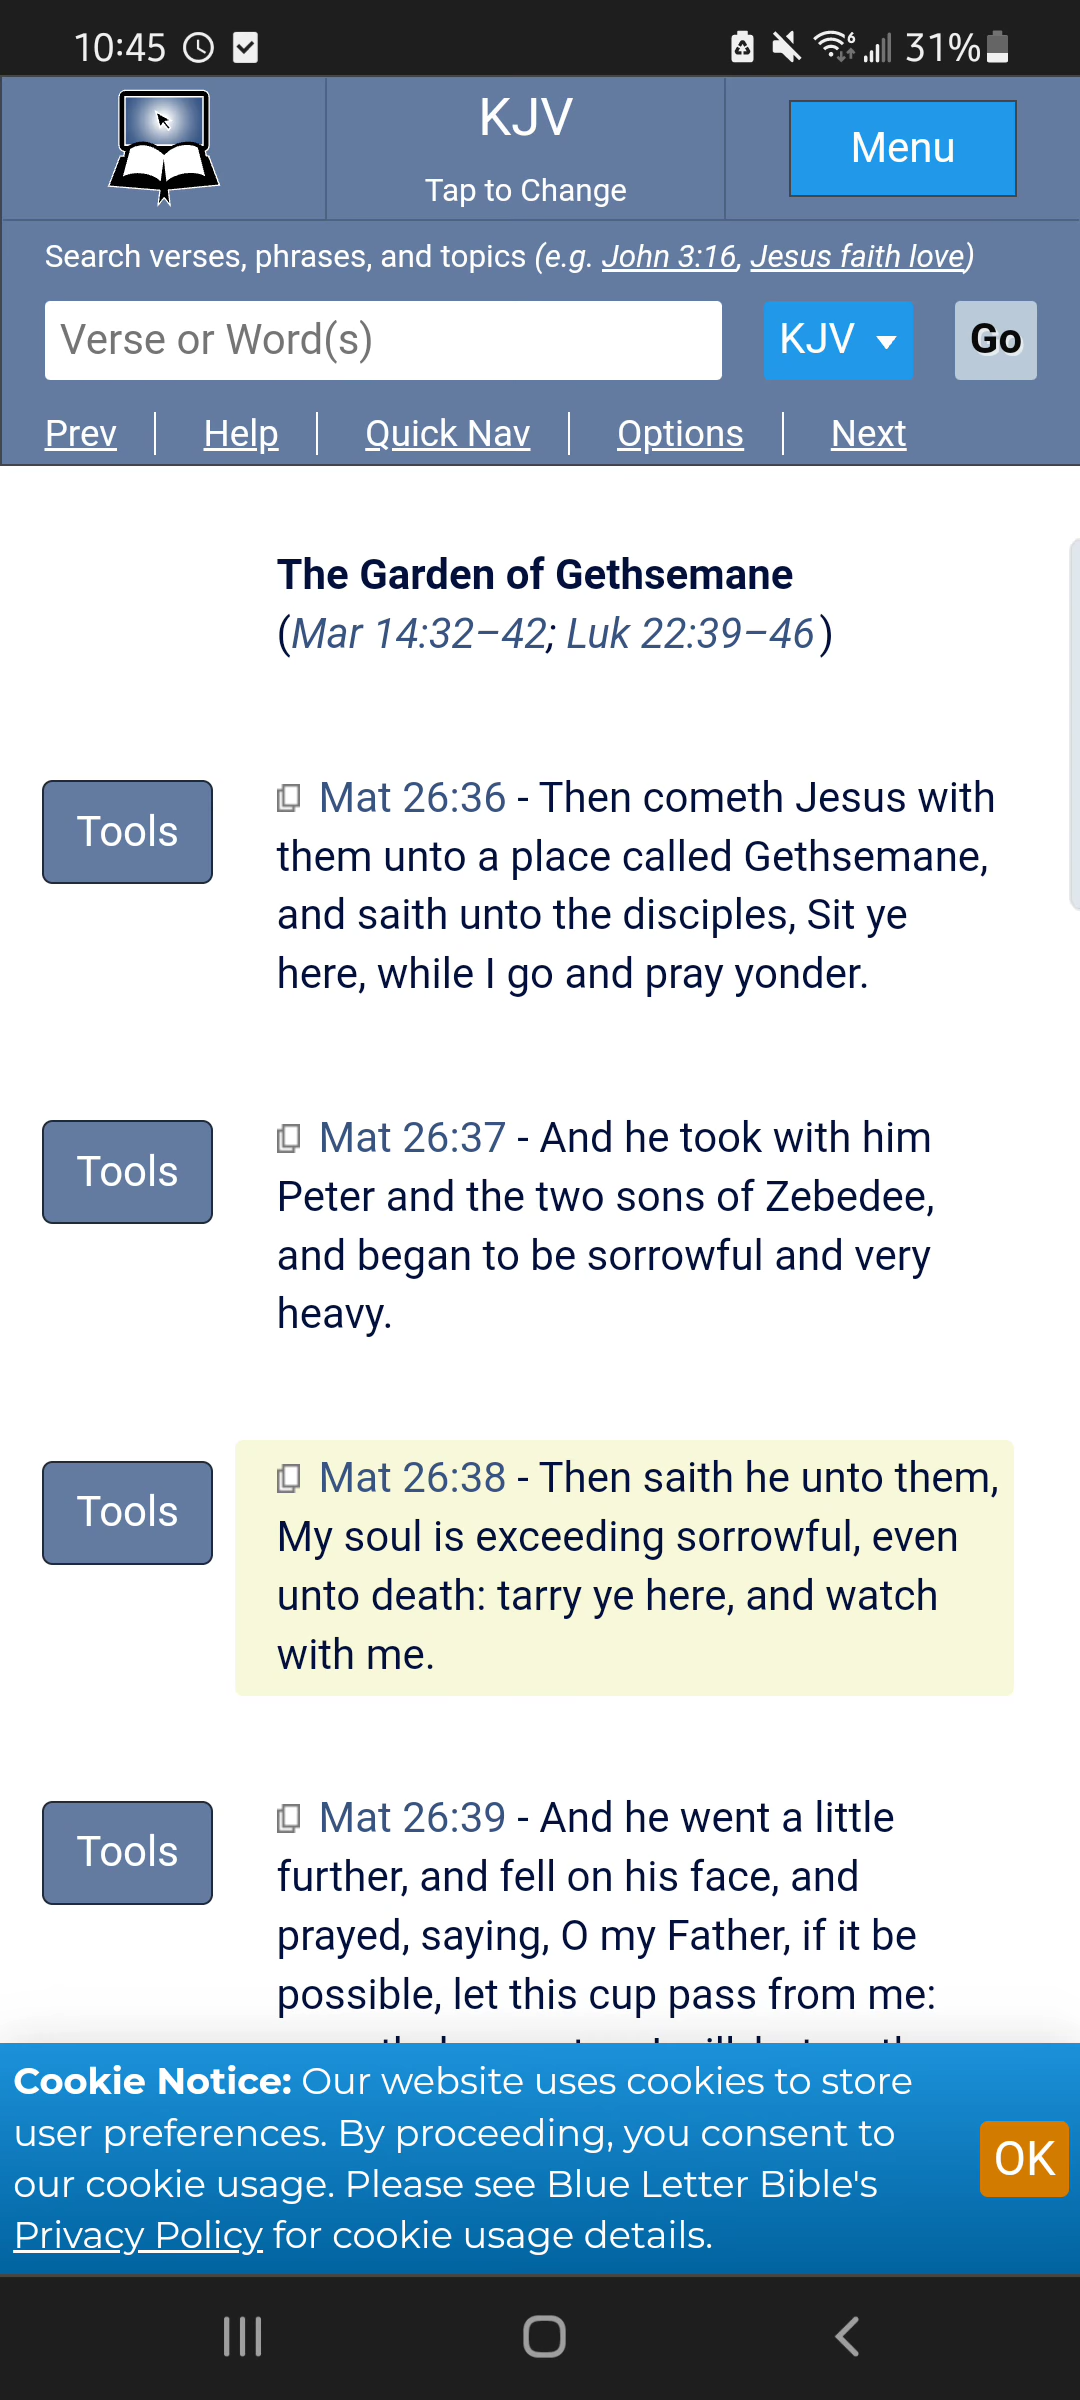 10:45 31%
KJV
Tap to Change
Menu
Search verses, phrases, and topics (e.g. John 3:16, Jesus faith love)
Verse or Word(s) KJV Go
Prev Help Quick Nav Options Next
The Garden of Gethsemane
(Mar 14:32–42; Luk 22:39–46)
Tools
Mat 26:36 - Then cometh Jesus with
them unto a place called Gethsemane,
and saith unto the disciples, Sit ye
here, while I go and pray yonder.
Tools
Mat 26:37 - And he took with him
Peter and the two sons of Zebedee,
and began to be sorrowful and very
heavy.
Tools
Mat 26:38 - Then saith he unto them,
My soul is exceeding sorrowful, even
unto death: tarry ye here, and watch
with me.
Tools
Mat 26:39 - And he went a little
further, and fell on his face, and
prayed, saying, O my Father, if it be
possible, let this cup pass from me:
Cookie Notice: Our website uses cookies to store
user preferences. By proceeding, you consent to
our cookie usage. Please see Blue Letter Bible's
Privacy Policy for cookie usage details.
OK